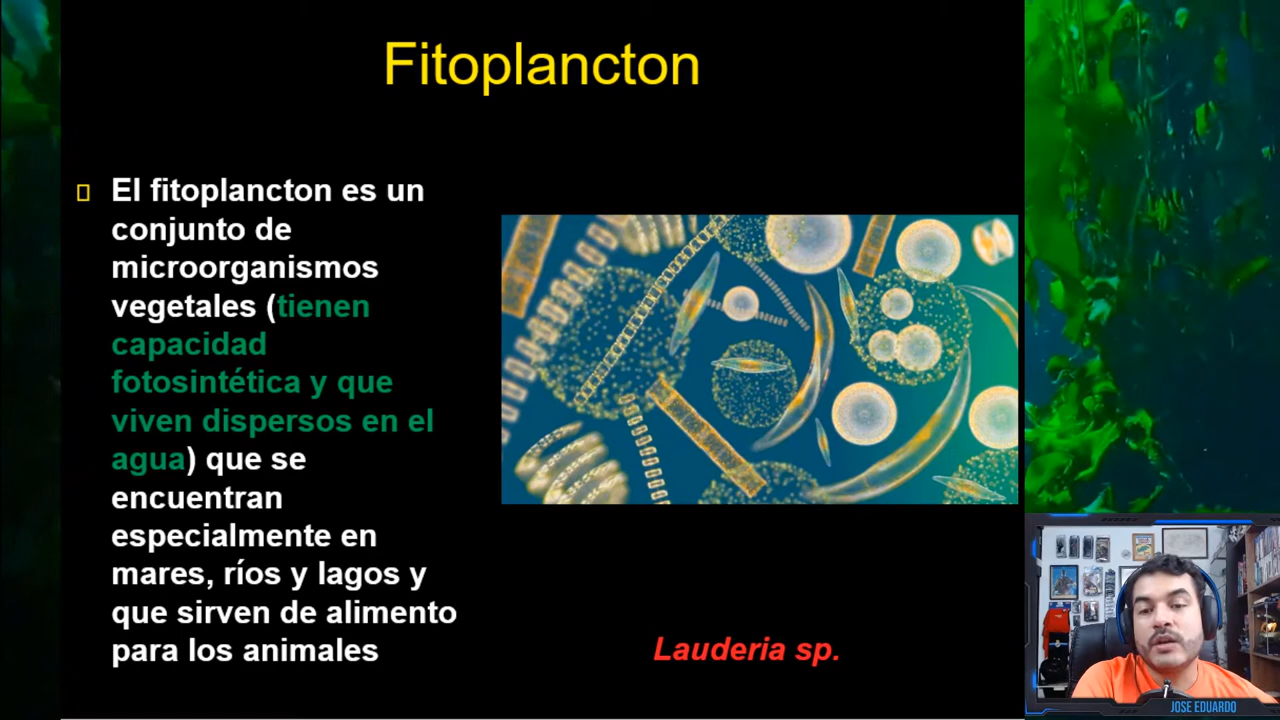 Fitoplancton
El fitoplancton es un
conjunto de
microorganismos
vegetales (tienen
capacidad
fotosintética y que
viven dispersos en el
agua) que se
encuentran
especialmente en
mares, ríos y lagos y
que sirven de alimento
para los animales
Lauderia sp.
JOSE EDUARDO